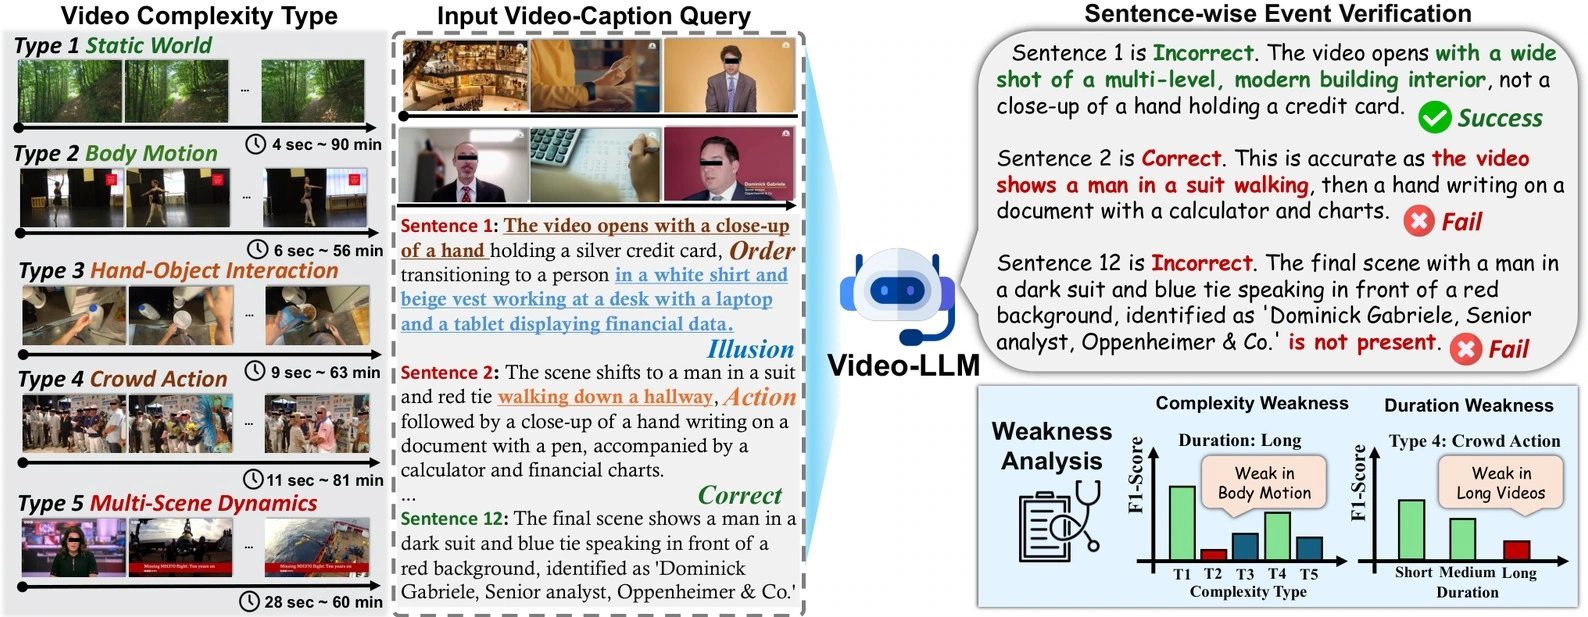 Video Complexity Type
Type 1 Static World
...
4 sec ~ 90 min
Type 2 Body Motion
...
6 sec ~ 56 min
Type 3 Hand-Object Interaction
...
9 sec ~ 63 min
Type 4 Crowd Action
...
11 sec ~ 81 min
Type 5 Multi-Scene Dynamics
Missing MH370 flight: Ten years on
...
Missing MH370 flight: Ten years on
28 sec ~ 60 min
Input Video-Caption Query
Dominick Gabriele
Sentence 1: The video opens with a close-up
of a hand holding a silver credit card, Order
transitioning to a person in a white shirt and
beige vest working at a desk with a laptop
and a tablet displaying financial data.
Illusion
Sentence 2: The scene shifts to a man in a suit
and red tie walking down a hallway, Action
followed by a close-up of a hand writing on a
document with a pen, accompanied by a
calculator and financial charts.
...
Correct
Sentence 12: The final scene shows a man in a
dark suit and blue tie speaking in front of a
red background, identified as 'Dominick
Gabriele, Senior analyst, Oppenheimer & Co.'
Video-LLM
Sentence-wise Event Verification
Sentence 1 is Incorrect. The video opens with a wide
shot of a multi-level, modern building interior, not a
close-up of a hand holding a credit card.
Success
Sentence 2 is Correct. This is accurate as the video
shows a man in a suit walking, then a hand writing on a
document with a calculator and charts.
Fail
Sentence 12 is Incorrect. The final scene with a man in
a dark suit and blue tie speaking in front of a red
background, identified as 'Dominick Gabriele, Senior
analyst, Oppenheimer & Co.' is not present.
Fail
Weakness
Analysis
Complexity Weakness
Duration: Long
F1-Score
Weak in
Body Motion
T1 T2 T3 T4 T5
Complexity Type
Duration Weakness
Type 4: Crowd Action
F1-Score
Weak in
Long Videos
Short Medium Long
Duration